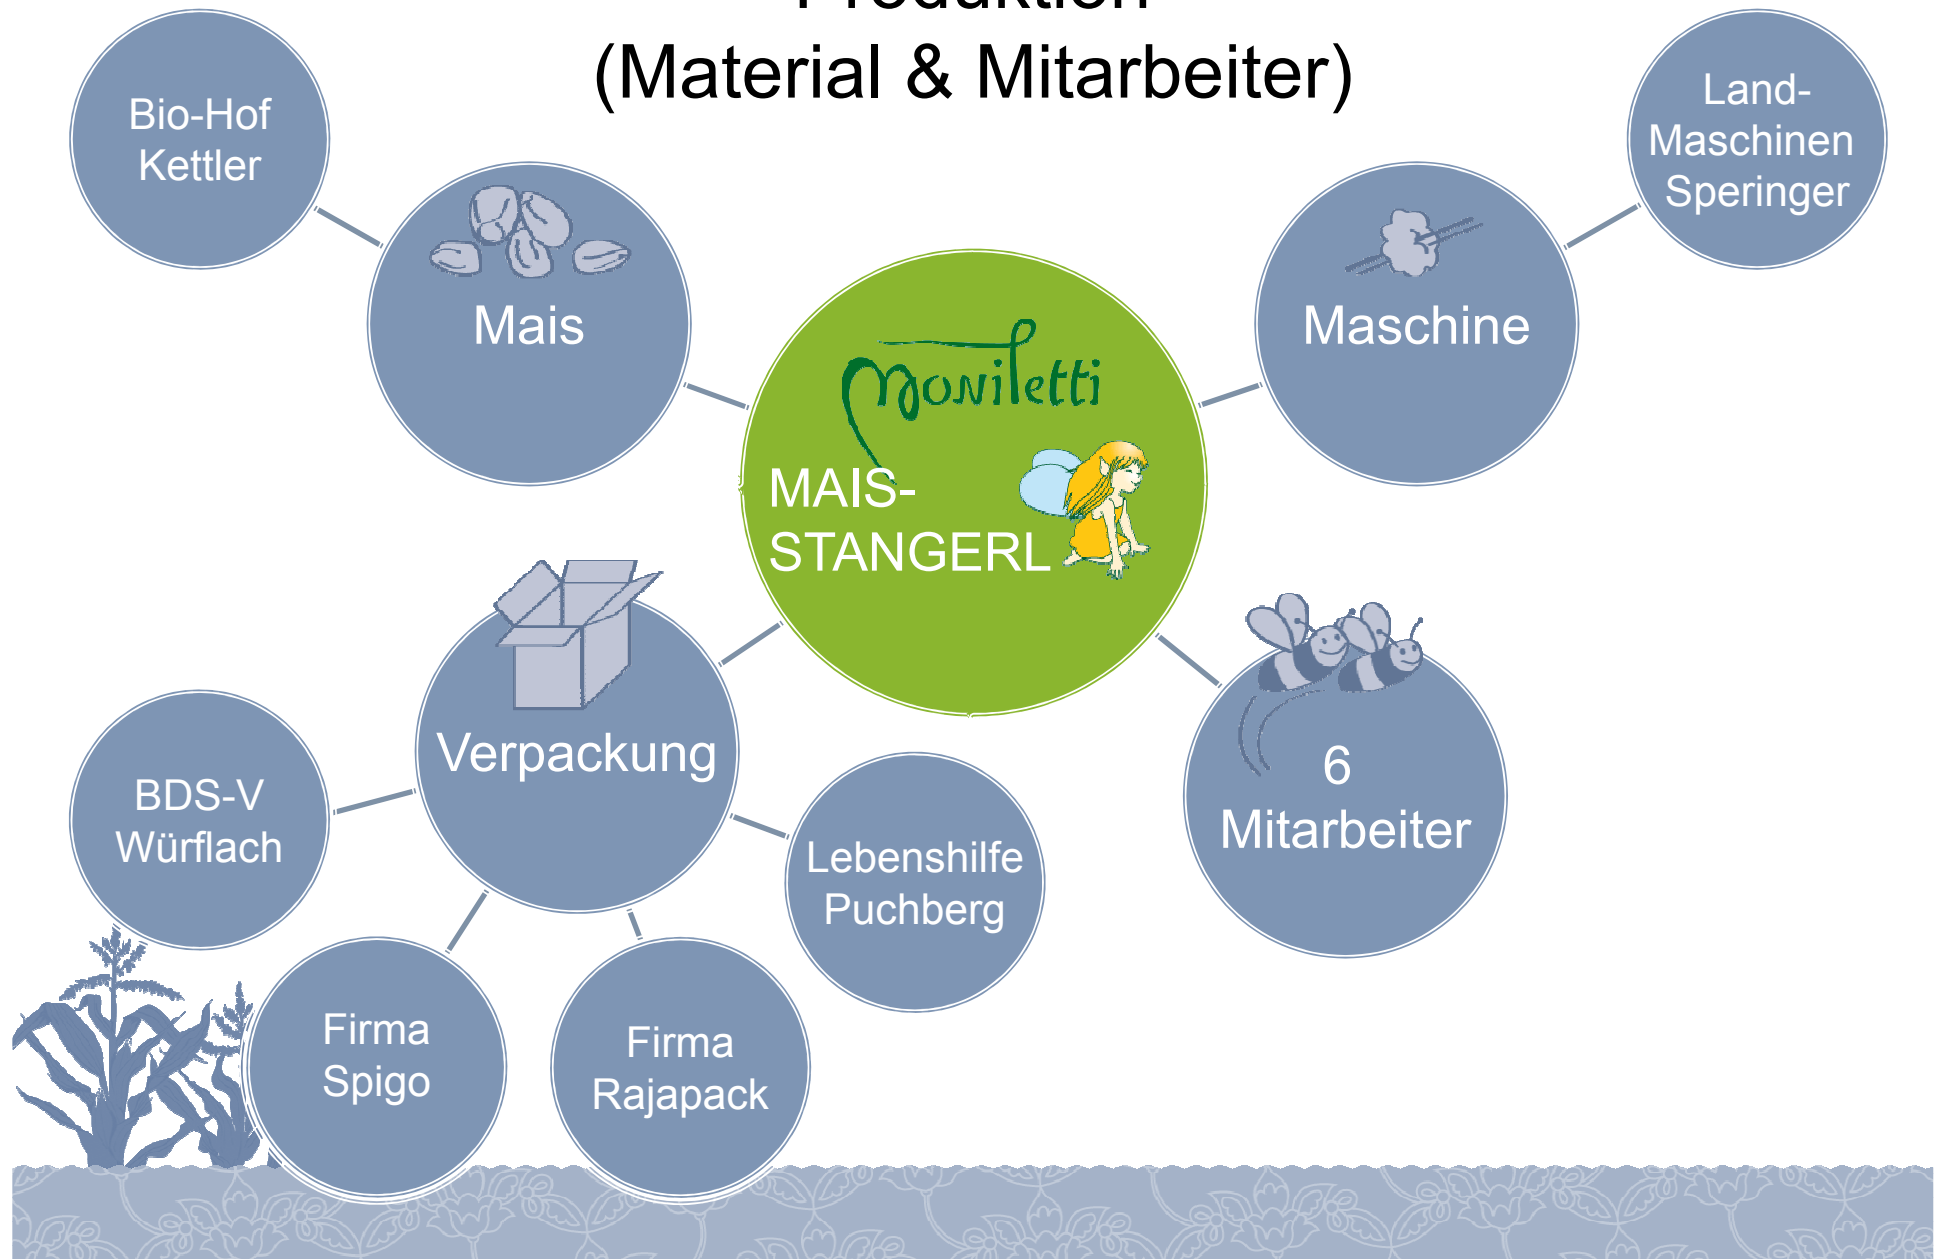 Produktion
(Material & Mitarbeiter)
Bio-Hof
Kettler
Land-
Maschinen
Speringer
Mais
Maschine
Moniletti
MAIS-
STANGERL
Verpackung
6
Mitarbeiter
BDS-V
Würflach
Lebenshilfe
Puchberg
Firma
Spigo
Firma
Rajapack